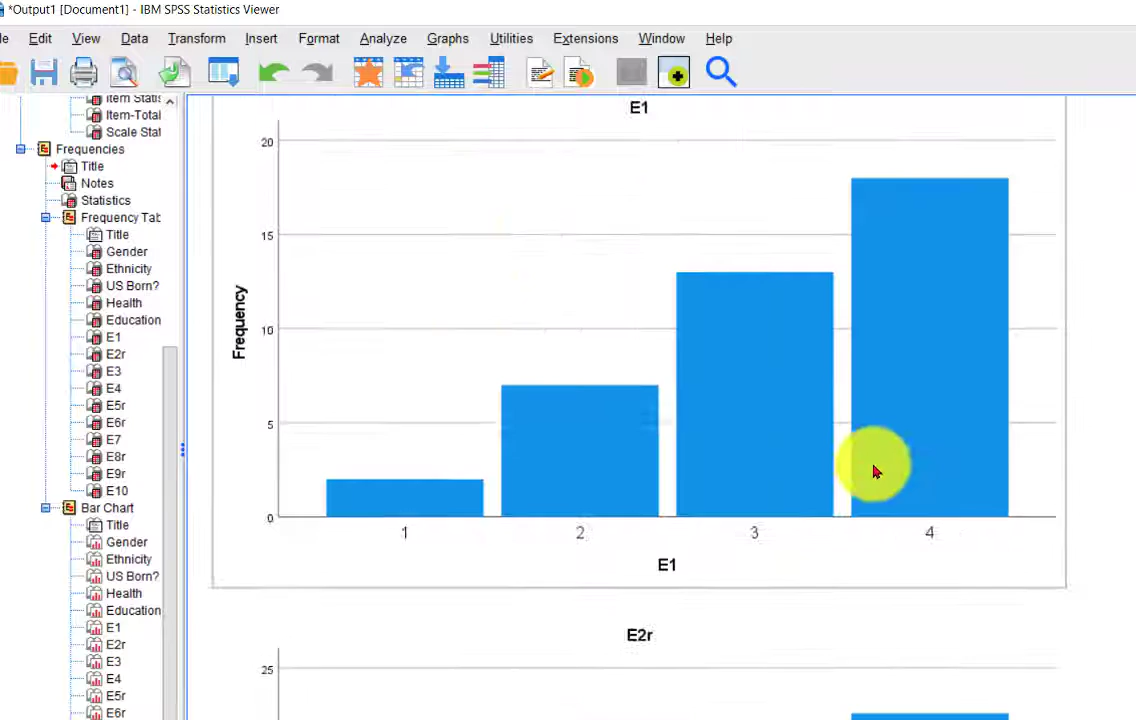 *Output1 [Document1] - IBM SPSS Statistics Viewer
le Edit View Data Transform Insert Format Analyze Graphs Utilities Extensions Window Help
Item Statis
Item-Total
Scale Stat
Frequencies
Title
Notes
Statistics
Frequency Tab
Title
Gender
Ethnicity
US Born?
Health
Education
E1
E2r
E3
E4
E5r
E6r
E7
E8r
E9r
E10
Bar Chart
Title
Gender
Ethnicity
US Born?
Health
Education
E1
E2r
E3
E4
E5r
E6r
E1
20
15
10
5
0
Frequency
1 2 3 4
E1
E2r
25